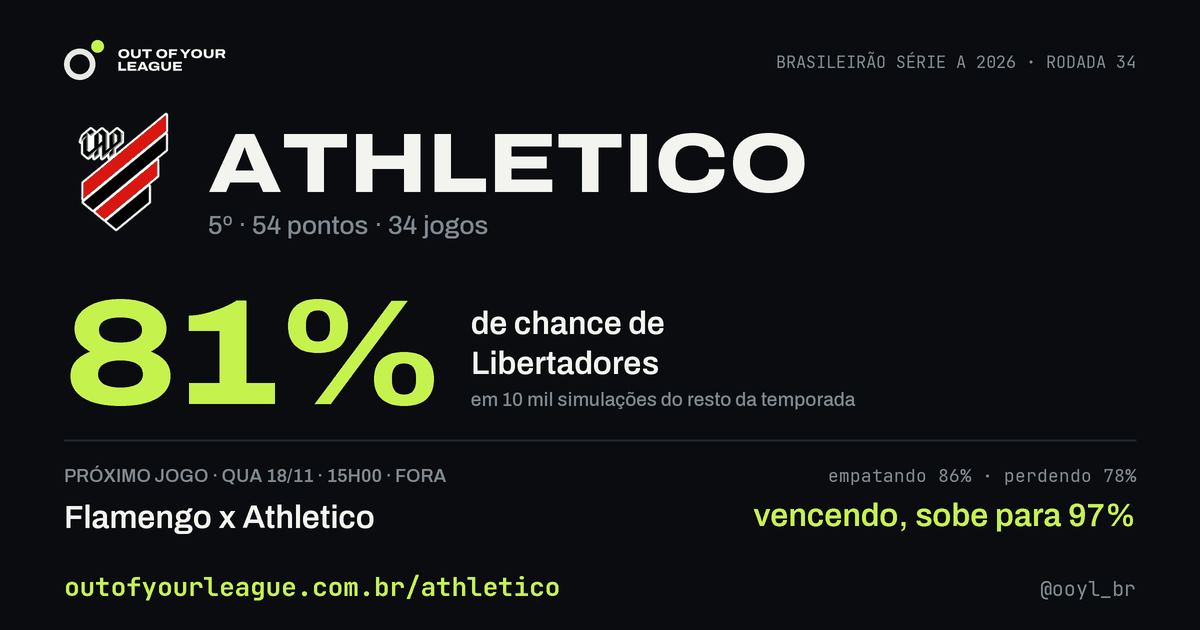 OUT OF YOUR
LEAGUE
BRASILEIRÃO SÉRIE A 2026 · RODADA 34
CAP
ATHLETICO
5º · 54 pontos · 34 jogos
81%
de chance de
Libertadores
em 10 mil simulações do resto da temporada
PRÓXIMO JOGO · QUA 18/11 · 15H00 · FORA
empatando 86% · perdendo 78%
Flamengo x Athletico
vencendo, sobe para 97%
outofyourleague.com.br/athletico
@ooyl_br